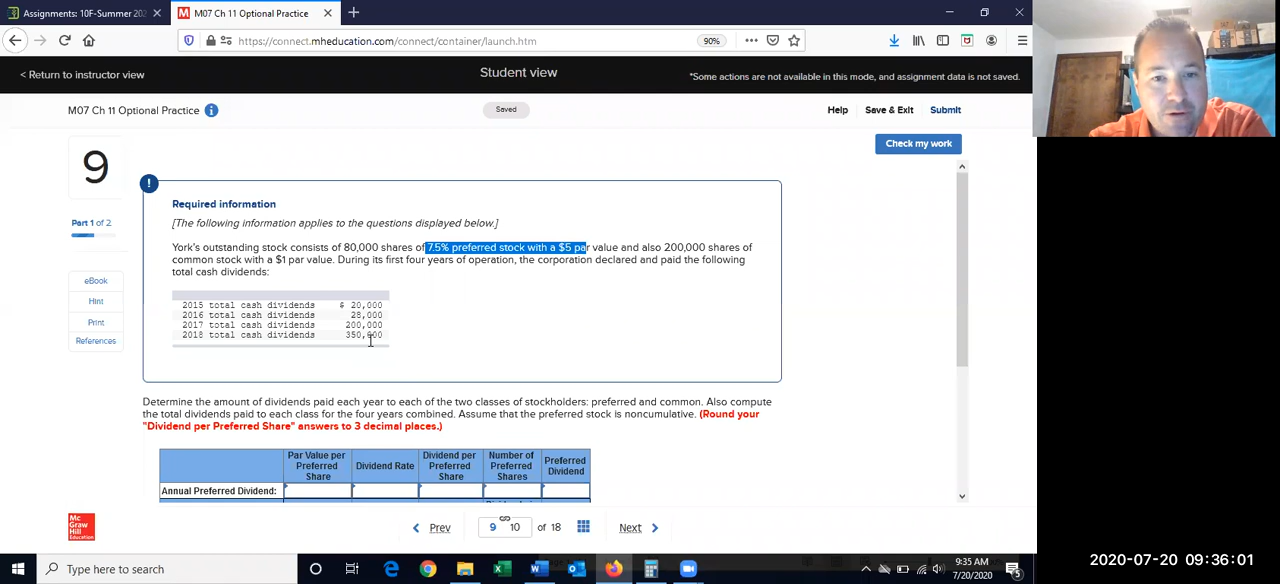 Assignments: 10F-Summer 202
M07 Ch 11 Optional Practice
https://connect.mheducation.com/connect/container/launch.htm
90%
< Return to instructor view
Student view
*Some actions are not available in this mode, and assignment data is not saved.
M07 Ch 11 Optional Practice
Saved
Help
Save & Exit
Submit
Check my work
9
Part 1 of 2
eBook
Hint
Print
References
Required information
[The following information applies to the questions displayed below.]
York's outstanding stock consists of 80,000 shares of 7.5% preferred stock with a $5 par value and also 200,000 shares of
common stock with a $1 par value. During its first four years of operation, the corporation declared and paid the following
total cash dividends:
2015 total cash dividends $ 20,000
2016 total cash dividends 28,000
2017 total cash dividends 200,000
2018 total cash dividends 350,000
Determine the amount of dividends paid each year to each of the two classes of stockholders: preferred and common. Also compute
the total dividends paid to each class for the four years combined. Assume that the preferred stock is noncumulative. (Round your
"Dividend per Preferred Share" answers to 3 decimal places.)
Par Value per Preferred Share
Dividend Rate
Dividend per Preferred Share
Number of Preferred Shares
Preferred Dividend
Annual Preferred Dividend:
Mc Graw Hill Education
Prev
9 10 of 18
Next
Type here to search
9:35 AM
7/20/2020
5
2020-07-20 09:36:01